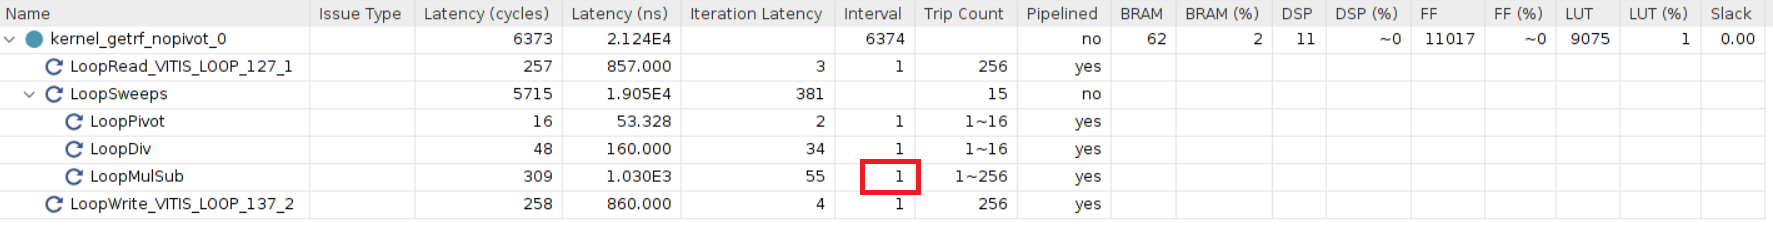 Name Issue Type Latency (cycles) Latency (ns) Iteration Latency Interval Trip Count Pipelined BRAM BRAM (%) DSP DSP (%) FF FF (%) LUT LUT (%) Slack
kernel_getrf_nopivot_0 6373 2.124E4 6374 no 62 2 11 ~0 11017 ~0 9075 1 0.00
LoopRead_VITIS_LOOP_127_1 257 857.000 3 1 256 yes
LoopSweeps 5715 1.905E4 381 15 no
LoopPivot 16 53.328 2 1 1~16 yes
LoopDiv 48 160.000 34 1 1~16 yes
LoopMulSub 309 1.030E3 55 1 1~256 yes
LoopWrite_VITIS_LOOP_137_2 258 860.000 4 1 256 yes